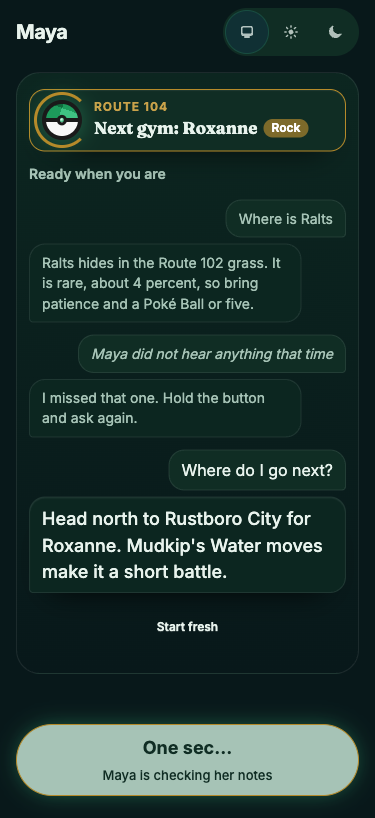 Maya
ROUTE 104
Next gym: Roxanne Rock
Ready when you are
Where is Ralts
Ralts hides in the Route 102 grass. It
is rare, about 4 percent, so bring
patience and a Poké Ball or five.
Maya did not hear anything that time
I missed that one. Hold the button
and ask again.
Where do I go next?
Head north to Rustboro City for
Roxanne. Mudkip's Water moves
make it a short battle.
Start fresh
One sec...
Maya is checking her notes